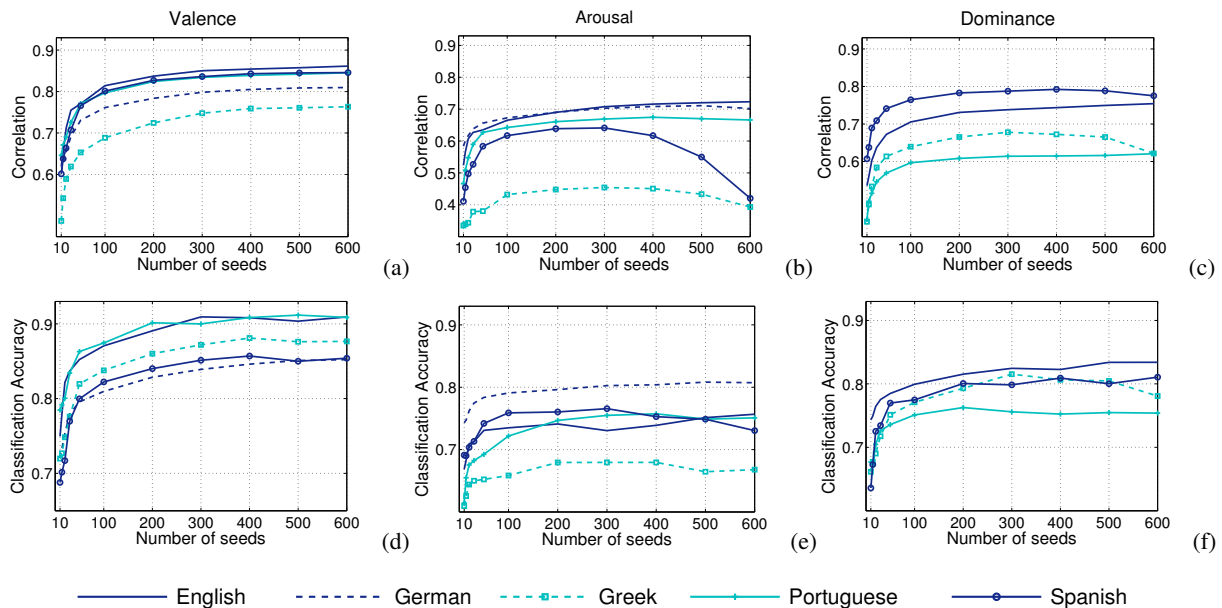 Valence
Arousal
Dominance
0.9
0.8
0.7
0.6
Correlation
10 100 200 300 400 500 600
Number of seeds
(a)
0.9
0.8
0.7
0.6
0.5
0.4
Correlation
10 100 200 300 400 500 600
Number of seeds
(b)
0.9
0.8
0.7
0.6
Correlation
10 100 200 300 400 500 600
Number of seeds
(c)
0.9
0.8
0.7
Classification Accuracy
10 100 200 300 400 500 600
Number of seeds
(d)
0.9
0.8
0.7
Classification Accuracy
10 100 200 300 400 500 600
Number of seeds
(e)
0.9
0.8
0.7
Classification Accuracy
10 100 200 300 400 500 600
Number of seeds
(f)
English German Greek Portuguese Spanish